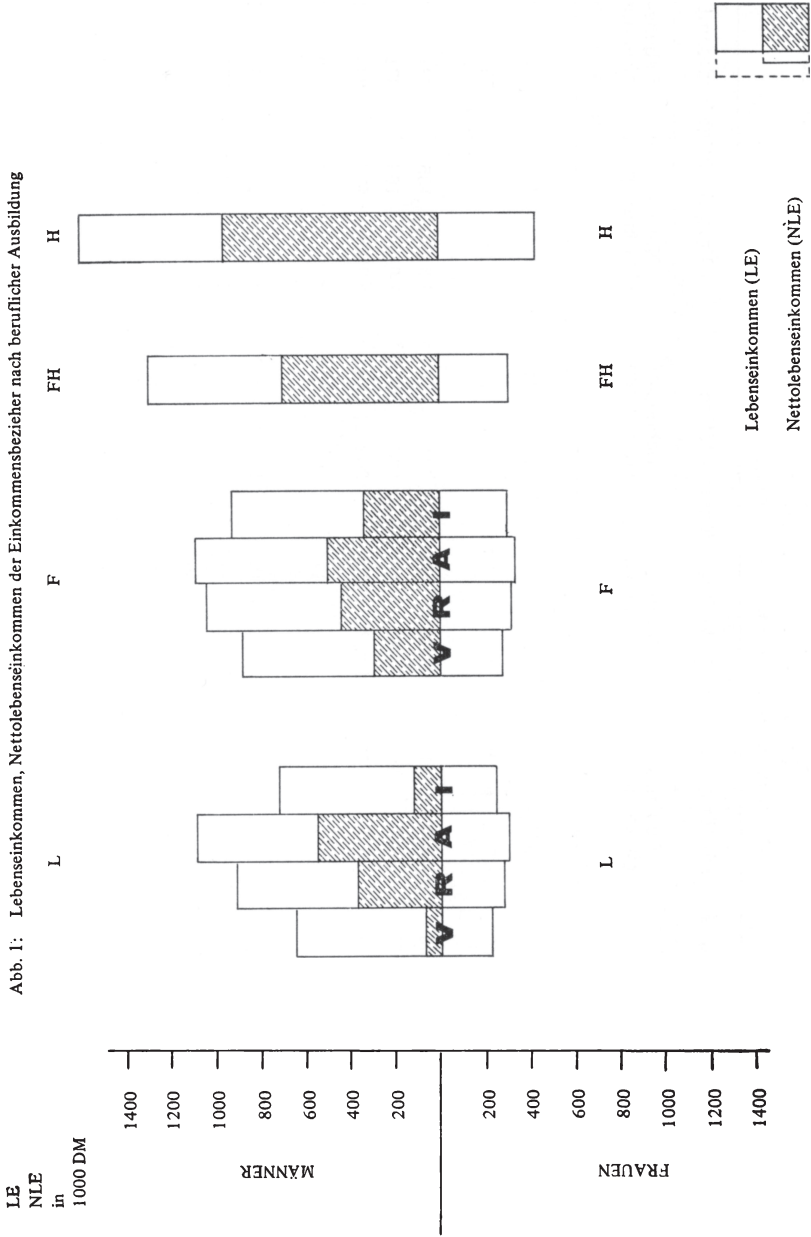 Abb. 1: Lebenseinkommen, Nettolebenseinkommen der Einkommensbezieher nach beruflicher Ausbildung
LE
NLE
in
1000 DM
L F FH H
1400
1200
1000
800
600
400
200
MÄNNER
V R A I V R A I
200
400
600
800
1000
1200
1400
FRAUEN
L F FH H
Lebenseinkommen (LE)
Nettolebenseinkommen (NLE)